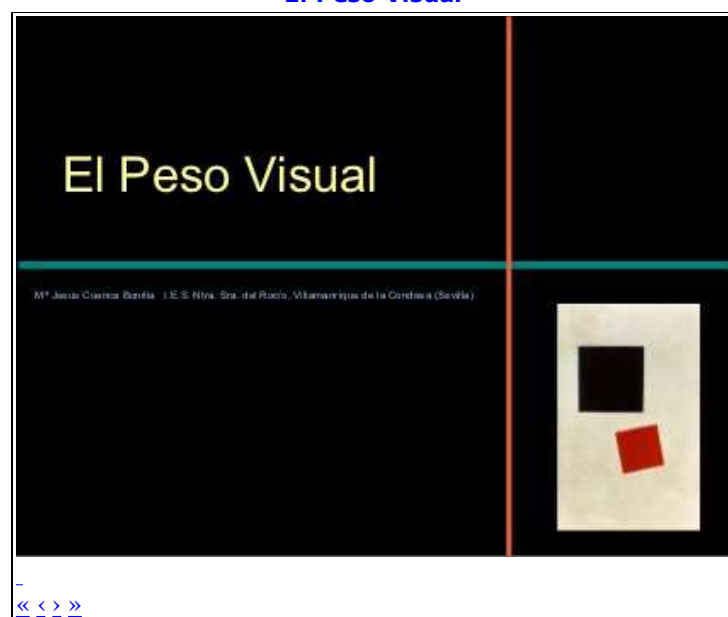 El Peso Visual
El Peso Visual
Mª Jesús Cuenca Bonilla. I.E.S. Ntra. Sra. del Rocío, Villamanrique de la Condesa (Sevilla)
« ‹ › »